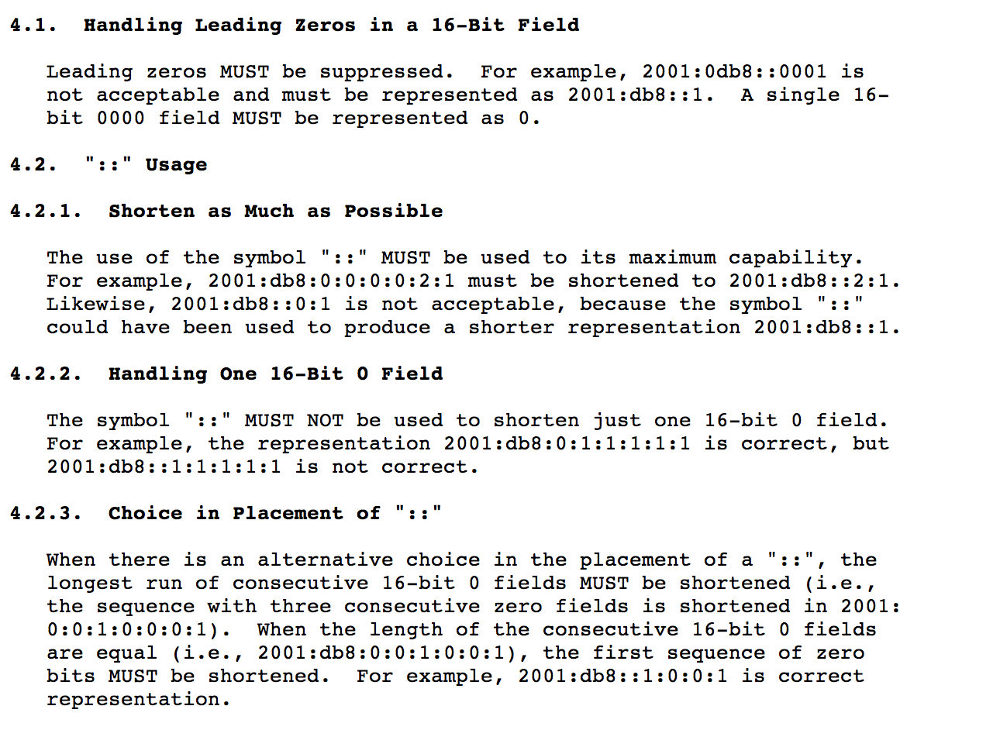 4.1.  Handling Leading Zeros in a 16-Bit Field
Leading zeros MUST be suppressed.  For example, 2001:0db8::0001 is
not acceptable and must be represented as 2001:db8::1.  A single 16-
bit 0000 field MUST be represented as 0.
4.2.  "::" Usage
4.2.1.  Shorten as Much as Possible
The use of the symbol "::" MUST be used to its maximum capability.
For example, 2001:db8:0:0:0:0:2:1 must be shortened to 2001:db8::2:1.
Likewise, 2001:db8::0:1 is not acceptable, because the symbol "::"
could have been used to produce a shorter representation 2001:db8::1.
4.2.2.  Handling One 16-Bit 0 Field
The symbol "::" MUST NOT be used to shorten just one 16-bit 0 field.
For example, the representation 2001:db8:0:1:1:1:1:1 is correct, but
2001:db8::1:1:1:1:1 is not correct.
4.2.3.  Choice in Placement of "::"
When there is an alternative choice in the placement of a "::", the
longest run of consecutive 16-bit 0 fields MUST be shortened (i.e.,
the sequence with three consecutive zero fields is shortened in 2001:
0:0:1:0:0:0:1).  When the length of the consecutive 16-bit 0 fields
are equal (i.e., 2001:db8:0:0:1:0:0:1), the first sequence of zero
bits MUST be shortened.  For example, 2001:db8::1:0:0:1 is correct
representation.